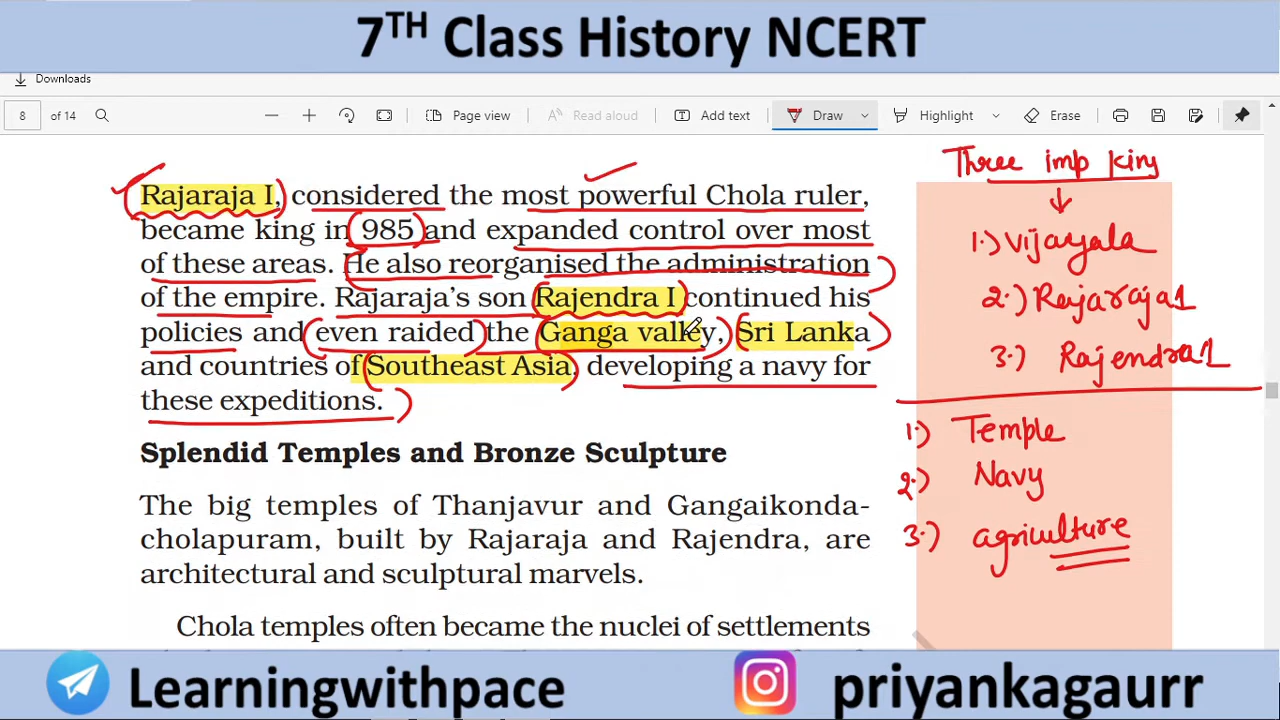 7TH Class History NCERT
Downloads
8 of 14 Page view Read aloud Add text Draw Highlight Erase
Rajaraja I, considered the most powerful Chola ruler,
became king in 985 and expanded control over most
of these areas. He also reorganised the administration
of the empire. Rajaraja's son Rajendra I continued his
policies and even raided the Ganga valley, Sri Lanka
and countries of Southeast Asia, developing a navy for
these expeditions.
Splendid Temples and Bronze Sculpture
The big temples of Thanjavur and Gangaikonda-
cholapuram, built by Rajaraja and Rajendra, are
architectural and sculptural marvels.
Chola temples often became the nuclei of settlements
Three imp King
1.) Vijayala
2.) Rajaraja1
3.) Rajendra1
1.) Temple
2.) Navy
3.) agriculture
Learningwithpace
priyankagaurr